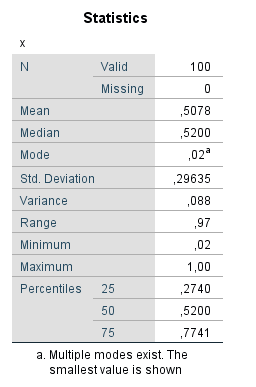 Statistics
x
N Valid 100
Missing 0
Mean ,5078
Median ,5200
Mode ,02a
Std. Deviation ,29635
Variance ,088
Range ,97
Minimum ,02
Maximum 1,00
Percentiles 25 ,2740
50 ,5200
75 ,7741
a. Multiple modes exist. The
smallest value is shown